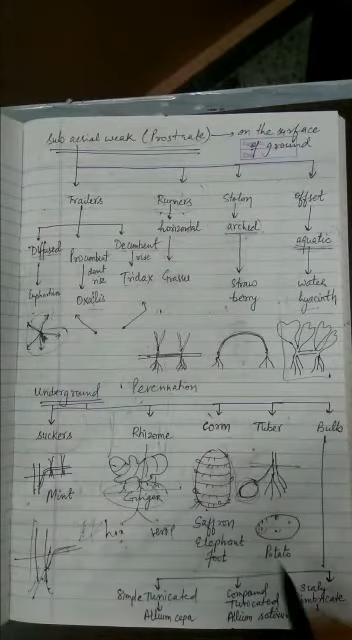 Sub aerial weak (Prostrate) → on the surface
of ground
Trailers Runners Stolon offset
horizontal arched aquatic
Diffused Procumbent Decumbent
dont rise rise
Euphorbia Oxalis Tridax Grasses Straw berry water hyacinth
Underground Perennation
suckers Rhizome Corm Tuber Bulb
Mint Ginger
Saffron
Elephant
foot
Potato
Simple Tunicated Compound Tunicated Scaly
Allium cepa Allium